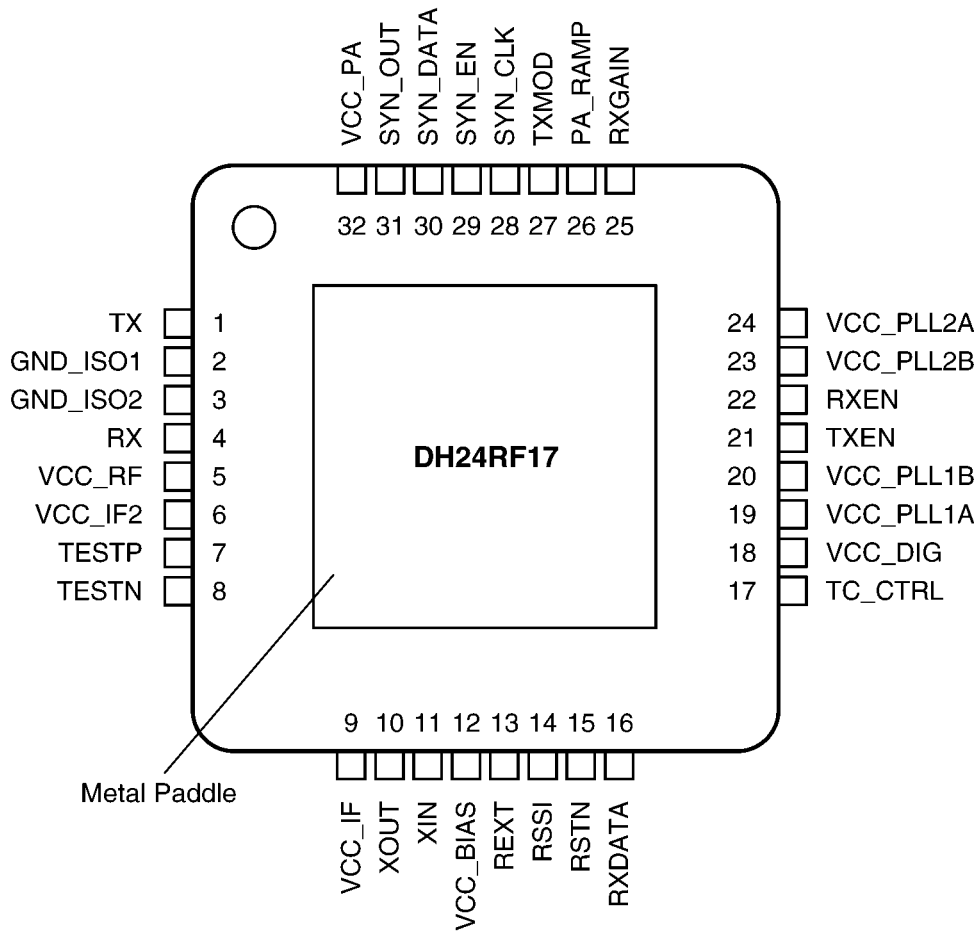 VCC_PA
SYN_OUT
SYN_DATA
SYN_EN
SYN_CLK
TXMOD
PA_RAMP
RXGAIN
32 31 30 29 28 27 26 25
TX 1
GND_ISO1 2
GND_ISO2 3
RX 4
VCC_RF 5
VCC_IF2 6
TESTP 7
TESTN 8
DH24RF17
24 VCC_PLL2A
23 VCC_PLL2B
22 RXEN
21 TXEN
20 VCC_PLL1B
19 VCC_PLL1A
18 VCC_DIG
17 TC_CTRL
9 10 11 12 13 14 15 16
Metal Paddle
VCC_IF
XOUT
XIN
VCC_BIAS
REXT
RSSI
RSTN
RXDATA